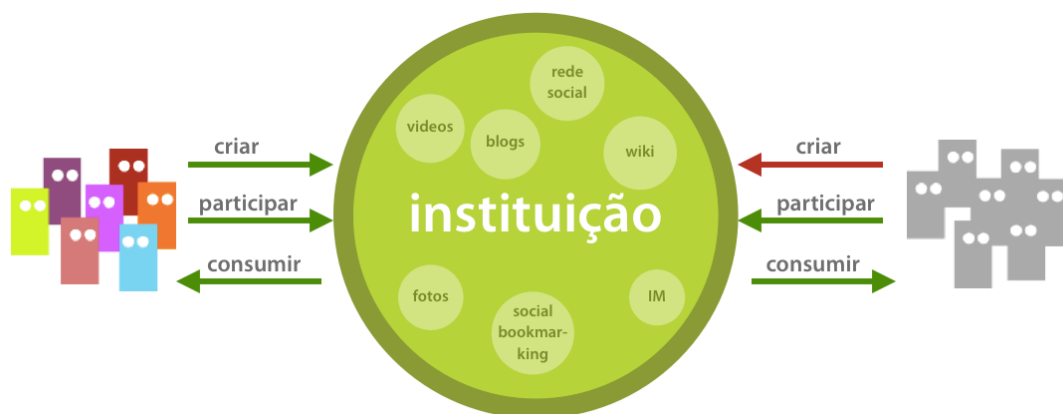 rede
social
videos
blogs
wiki
criar
participar
consumir
instituição
criar
participar
consumir
fotos
social
bookmar-
king
IM